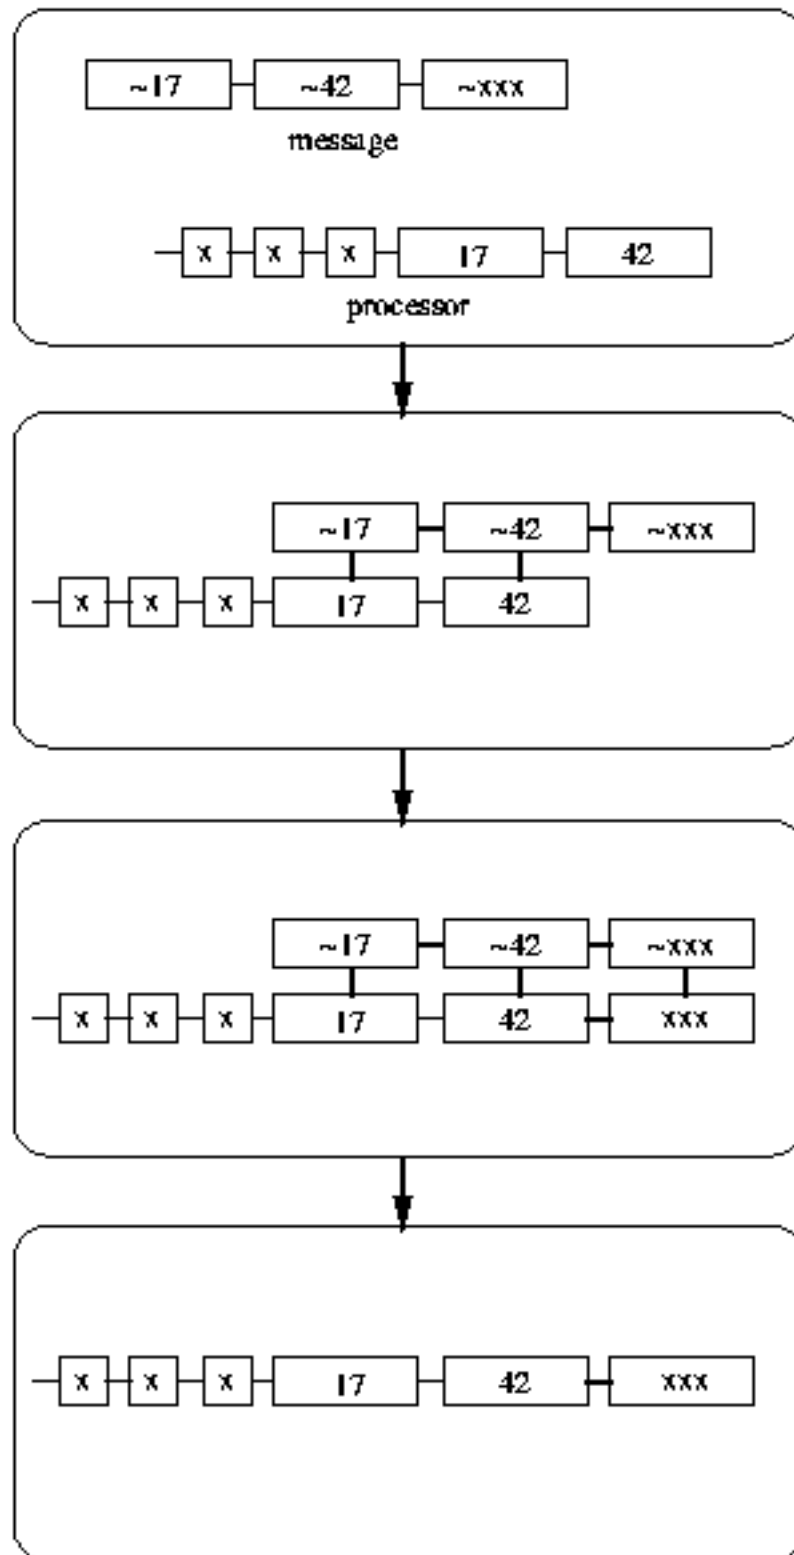 ~17 ~42 ~xxx
message
x x x 17 42
processor
~17 ~42 ~xxx
x x x 17 42
~17 ~42 ~xxx
x x x 17 42 xxx
x x x 17 42 xxx